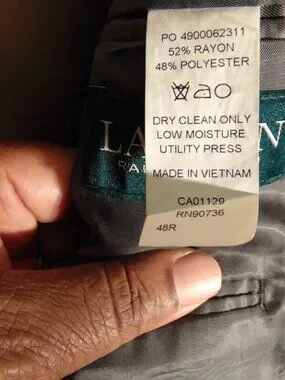 PO 4900062311
52% RAYON
48% POLYESTER
DRY CLEAN ONLY
LOW MOISTURE
UTILITY PRESS
MADE IN VIETNAM
CA01129
RN90736
48R